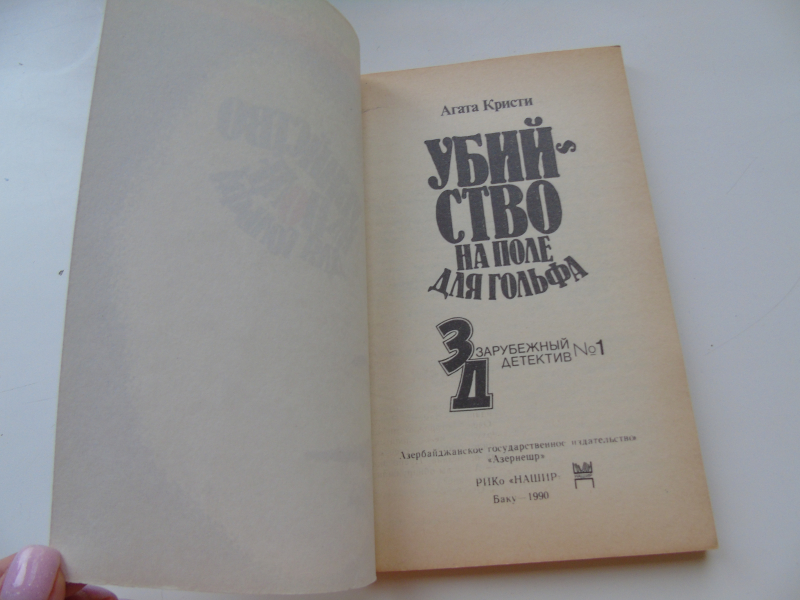 Агата Кристи
УБИЙ-
СТВО
НА ПОЛЕ
ДЛЯ ГОЛЬФА
ЗД
ЗАРУБЕЖНЫЙ
ДЕТЕКТИВ №1
Азербайджанское государственное издательство
«Азернешр»
РИКо «НАШИР»
Баку — 1990